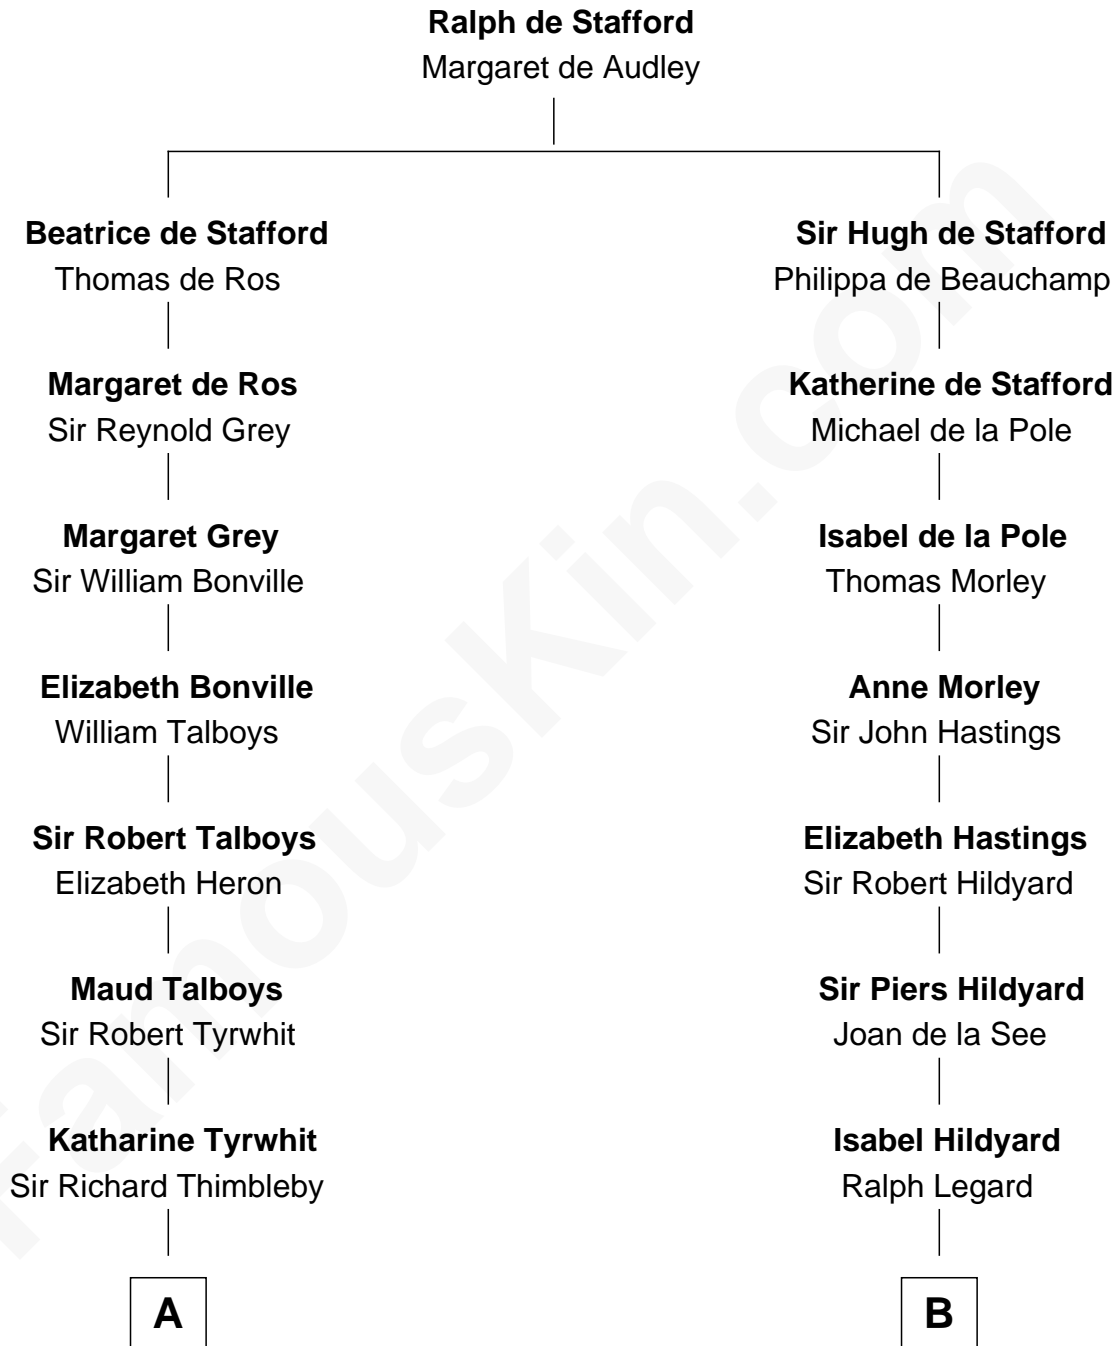 Ralph de Stafford
Margaret de Audley
Beatrice de Stafford
Thomas de Ros
Sir Hugh de Stafford
Philippa de Beauchamp
Margaret de Ros
Sir Reynold Grey
Katherine de Stafford
Michael de la Pole
Margaret Grey
Sir William Bonville
Isabel de la Pole
Thomas Morley
Elizabeth Bonville
William Talboys
Anne Morley
Sir John Hastings
Sir Robert Talboys
Elizabeth Heron
Elizabeth Hastings
Sir Robert Hildyard
Maud Talboys
Sir Robert Tyrwhit
Sir Piers Hildyard
Joan de la See
Katharine Tyrwhit
Sir Richard Thimbleby
Isabel Hildyard
Ralph Legard
A
B
FamousKin.com